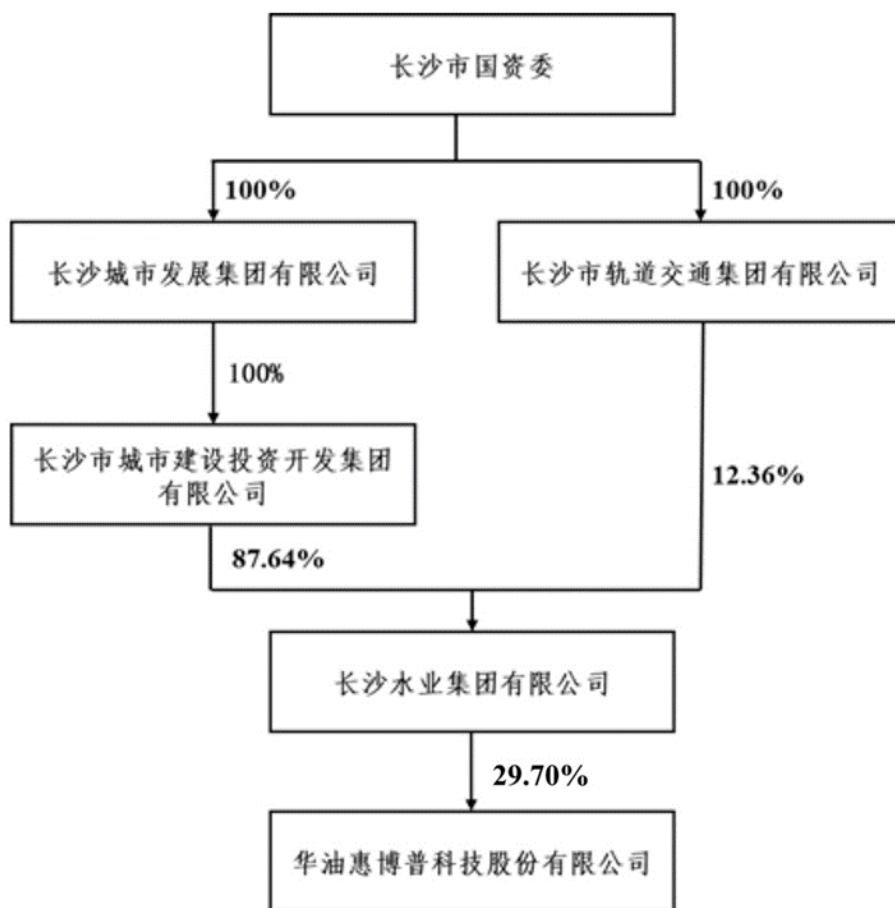 长沙市国资委
100%
100%
长沙城市发展集团有限公司
长沙市轨道交通集团有限公司
100%
长沙市城市建设投资开发集团
有限公司
12.36%
87.64%
长沙水业集团有限公司
29.70%
华油惠博普科技股份有限公司